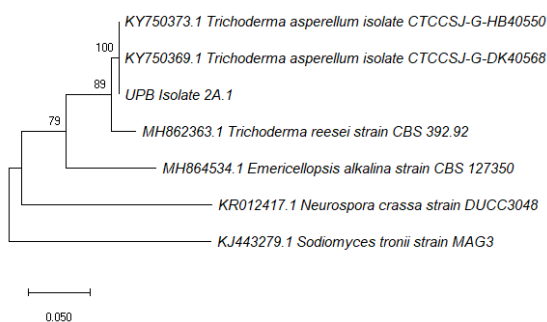 KY750373.1 Trichoderma asperellum isolate CTCCSJ-G-HB40550
100
KY750369.1 Trichoderma asperellum isolate CTCCSJ-G-DK40568
89
UPB Isolate 2A.1
79
MH862363.1 Trichoderma reesei strain CBS 392.92
MH864534.1 Emericellopsis alkalina strain CBS 127350
KR012417.1 Neurospora crassa strain DUCC3048
KJ443279.1 Sodiomyces tronii strain MAG3
0.050